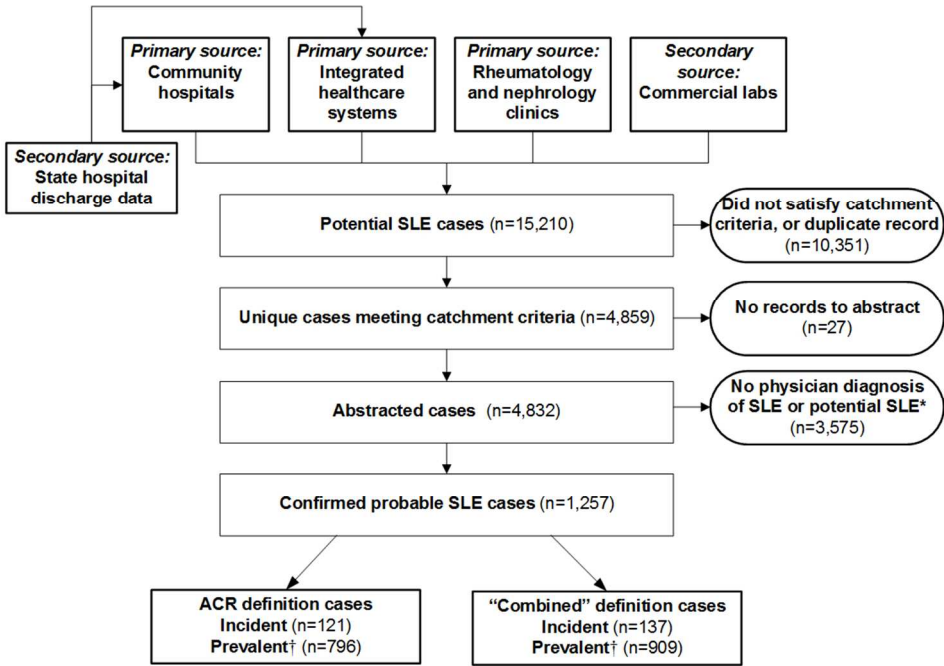 Primary source:
Community
hospitals
Primary source:
Integrated
healthcare
systems
Primary source:
Rheumatology
and nephrology
clinics
Secondary
source:
Commercial labs
Secondary source:
State hospital
discharge data
Potential SLE cases (n=15,210)
Did not satisfy catchment
criteria, or duplicate record
(n=10,351)
Unique cases meeting catchment criteria (n=4,859)
No records to abstract
(n=27)
Abstracted cases (n=4,832)
No physician diagnosis
of SLE or potential SLE*
(n=3,575)
Confirmed probable SLE cases (n=1,257)
ACR definition cases
Incident (n=121)
Prevalent† (n=796)
“Combined” definition cases
Incident (n=137)
Prevalent† (n=909)